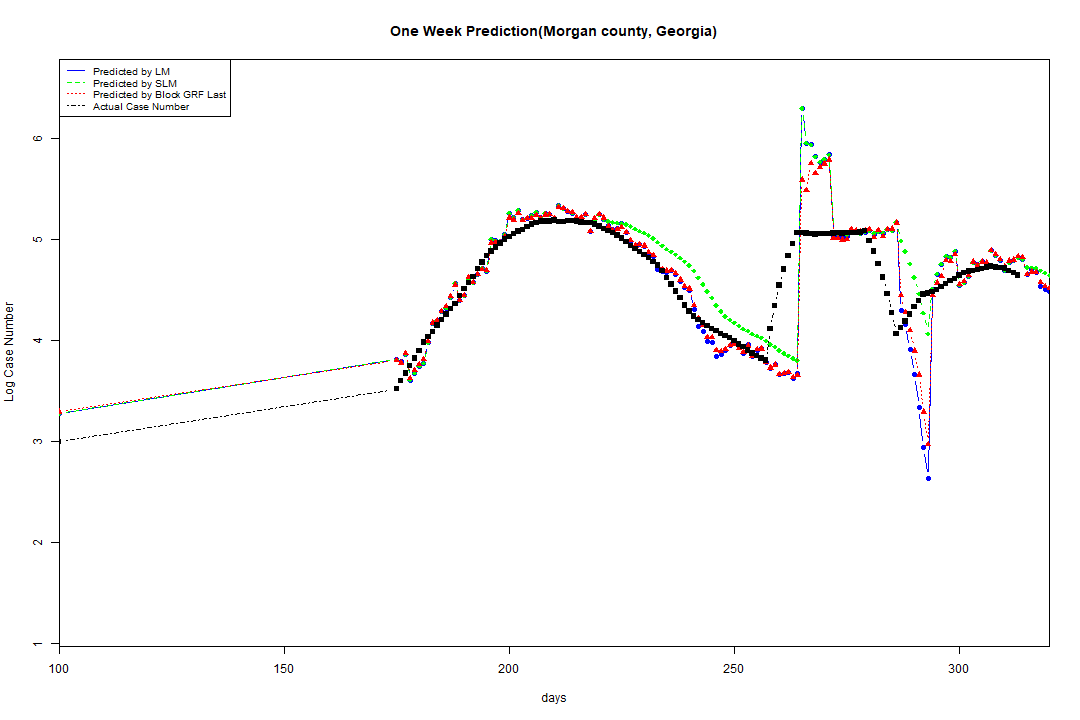 One Week Prediction(Morgan county, Georgia)
Predicted by LM
Predicted by SLM
Predicted by Block GRF Last
Actual Case Number
6
5
4
3
2
1
Log Case Number
100 150 200 250 300
days